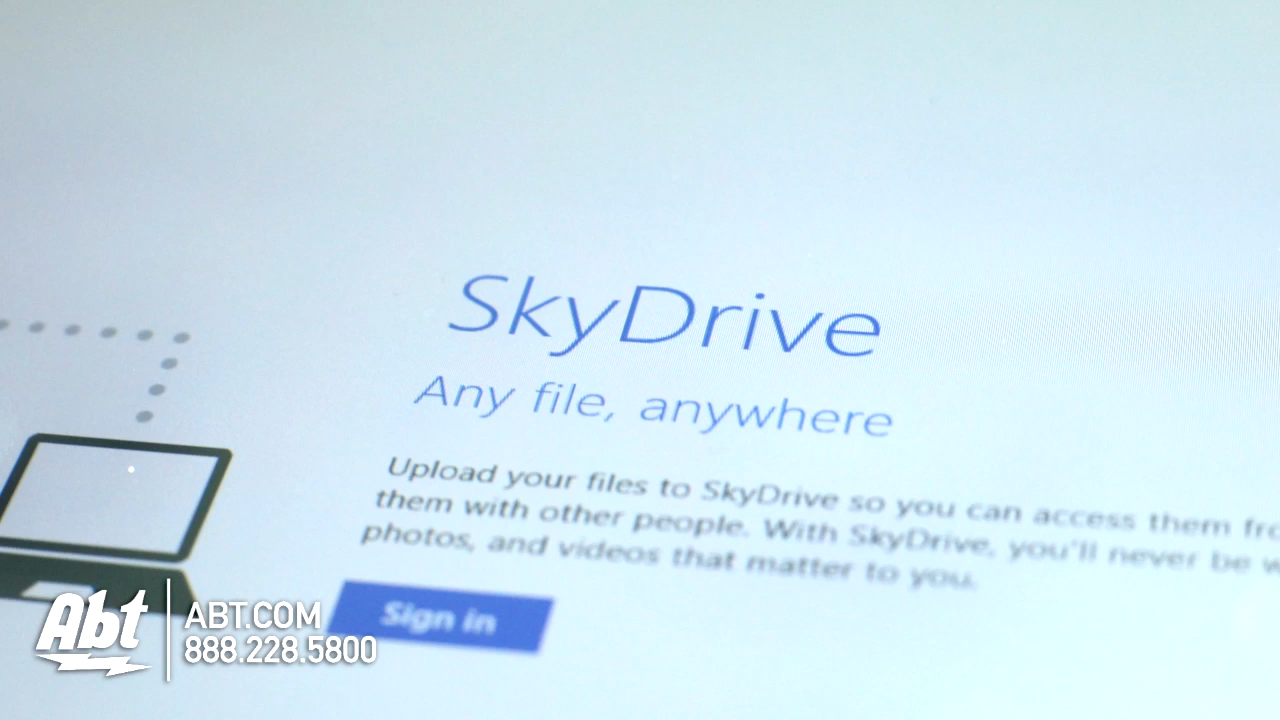 SkyDrive
Any file, anywhere
Upload your files to SkyDrive so you can access them
them with other people. With SkyDrive, you'll never be
photos, and videos that matter to you.
Sign in
Abt
ABT.COM
888.228.5800